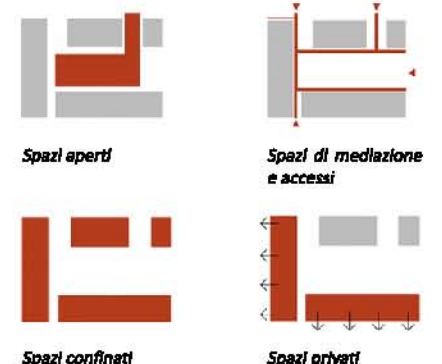 Spazi aperti
Spazi di mediazione
e accessi
Spazi confinati
Spazi privati